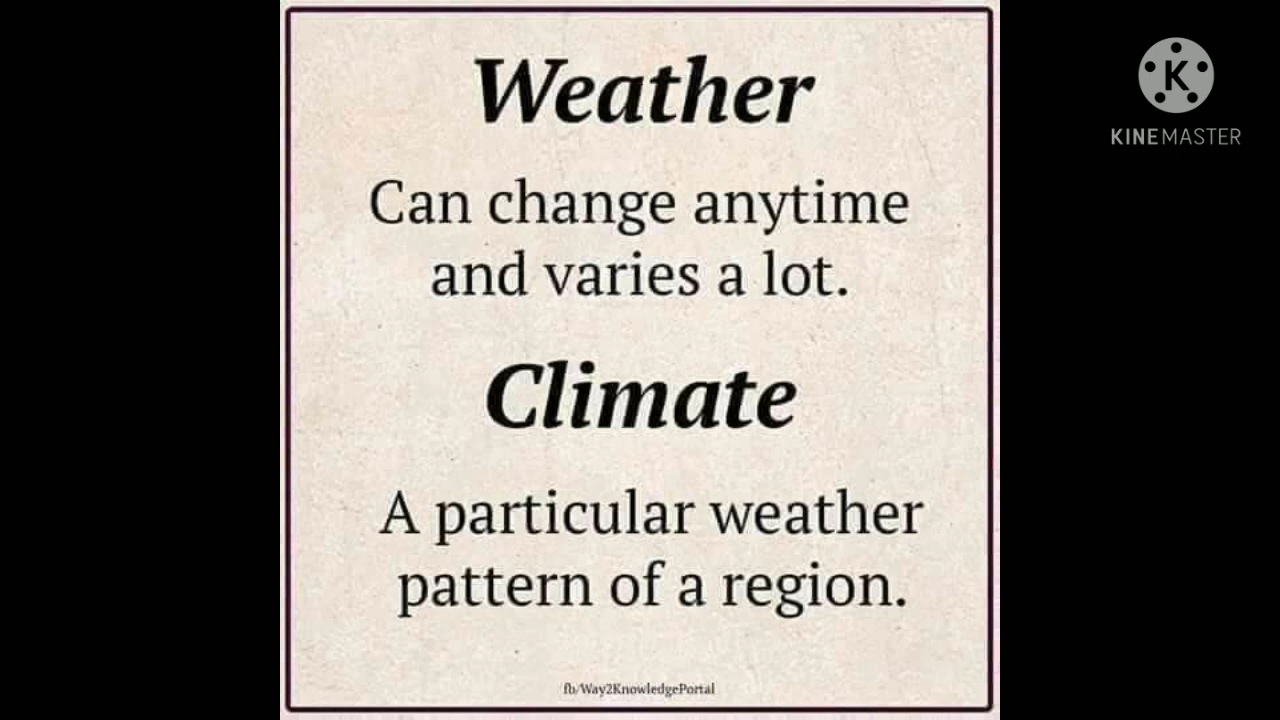 Weather
Can change anytime
and varies a lot.
Climate
A particular weather
pattern of a region.
fb/Way2KnowledgePortal
K
KINEMASTER